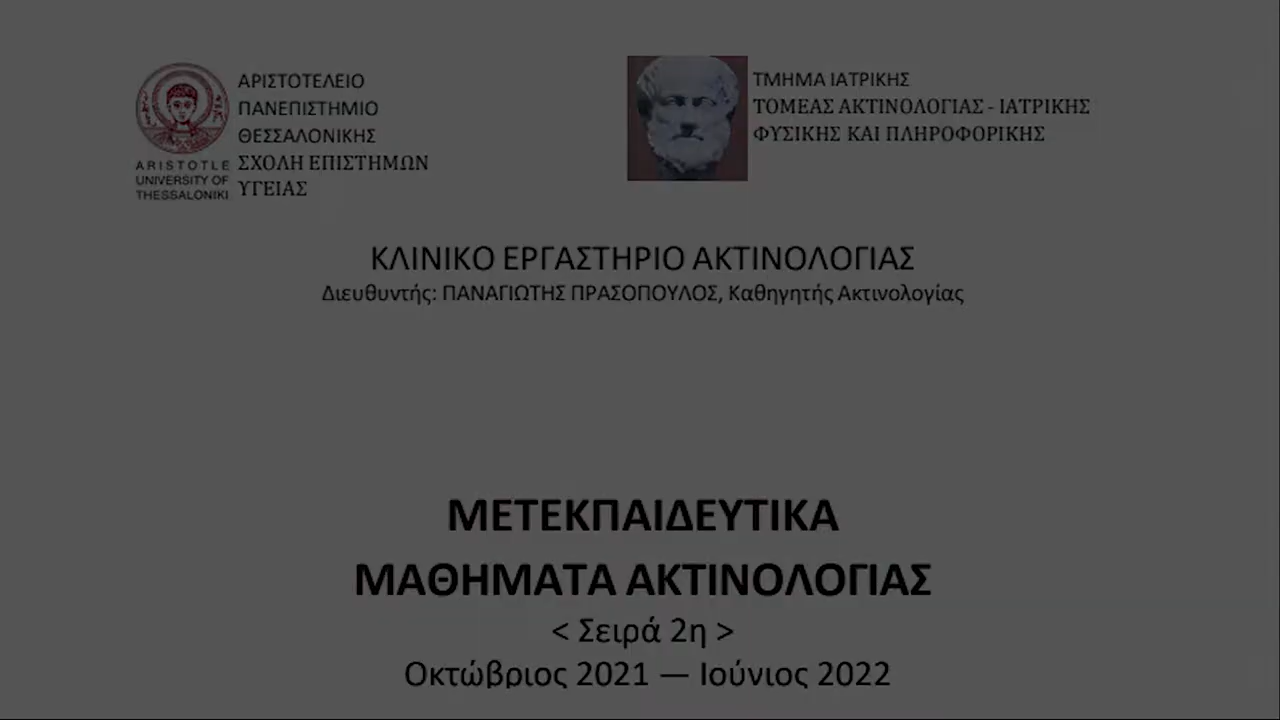 ΑΡΙΣΤΟΤΕΛΕΙΟ
ΠΑΝΕΠΙΣΤΗΜΙΟ
ΘΕΣΣΑΛΟΝΙΚΗΣ
ΣΧΟΛΗ ΕΠΙΣΤΗΜΩΝ
ΥΓΕΙΑΣ
ARISTOTLE
UNIVERSITY OF
THESSALONIKI
ΤΜΗΜΑ ΙΑΤΡΙΚΗΣ
ΤΟΜΕΑΣ ΑΚΤΙΝΟΛΟΓΙΑΣ - ΙΑΤΡΙΚΗΣ
ΦΥΣΙΚΗΣ ΚΑΙ ΠΛΗΡΟΦΟΡΙΚΗΣ
ΚΛΙΝΙΚΟ ΕΡΓΑΣΤΗΡΙΟ ΑΚΤΙΝΟΛΟΓΙΑΣ
Διευθυντής: ΠΑΝΑΓΙΩΤΗΣ ΠΡΑΣΟΠΟΥΛΟΣ, Καθηγητής Ακτινολογίας
ΜΕΤΕΚΠΑΙΔΕΥΤΙΚΑ
ΜΑΘΗΜΑΤΑ ΑΚΤΙΝΟΛΟΓΙΑΣ
< Σειρά 2η >
Οκτώβριος 2021 — Ιούνιος 2022